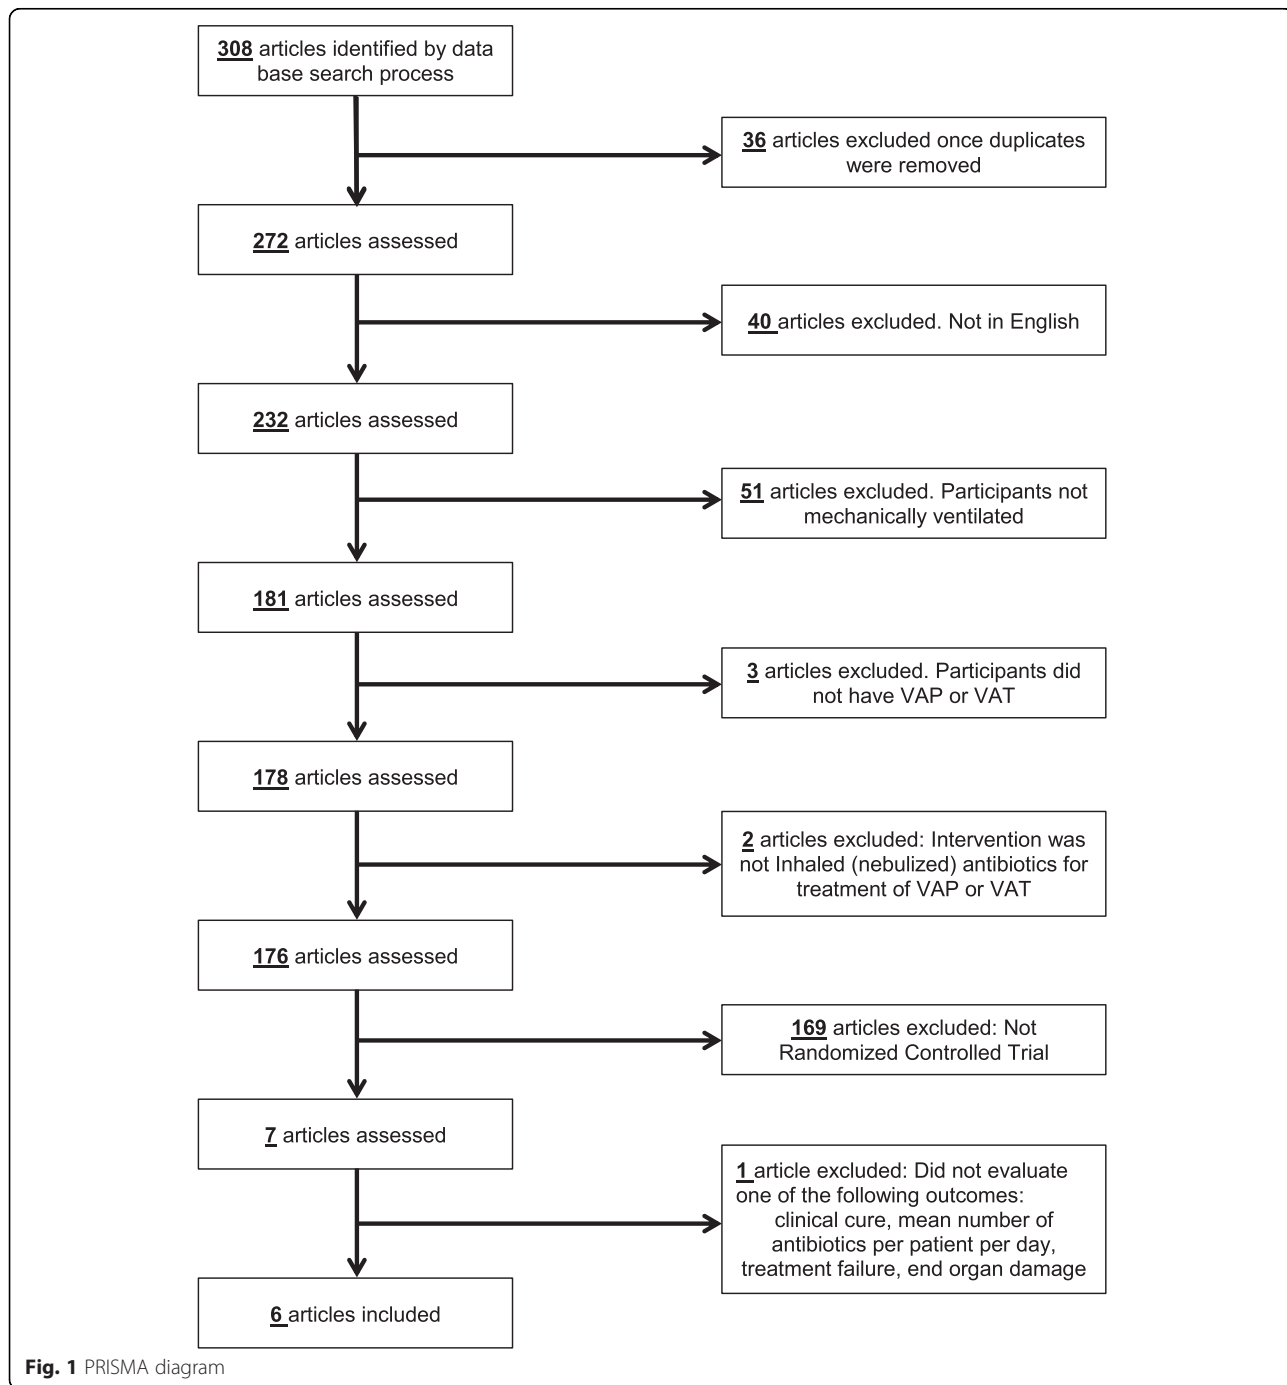 308 articles identified by data
base search process
36 articles excluded once duplicates
were removed
272 articles assessed
40 articles excluded. Not in English
232 articles assessed
51 articles excluded. Participants not
mechanically ventilated
181 articles assessed
3 articles excluded. Participants did
not have VAP or VAT
178 articles assessed
2 articles excluded: Intervention was
not Inhaled (nebulized) antibiotics for
treatment of VAP or VAT
176 articles assessed
169 articles excluded: Not
Randomized Controlled Trial
7 articles assessed
1 article excluded: Did not evaluate
one of the following outcomes:
clinical cure, mean number of
antibiotics per patient per day,
treatment failure, end organ damage
6 articles included
Fig. 1 PRISMA diagram